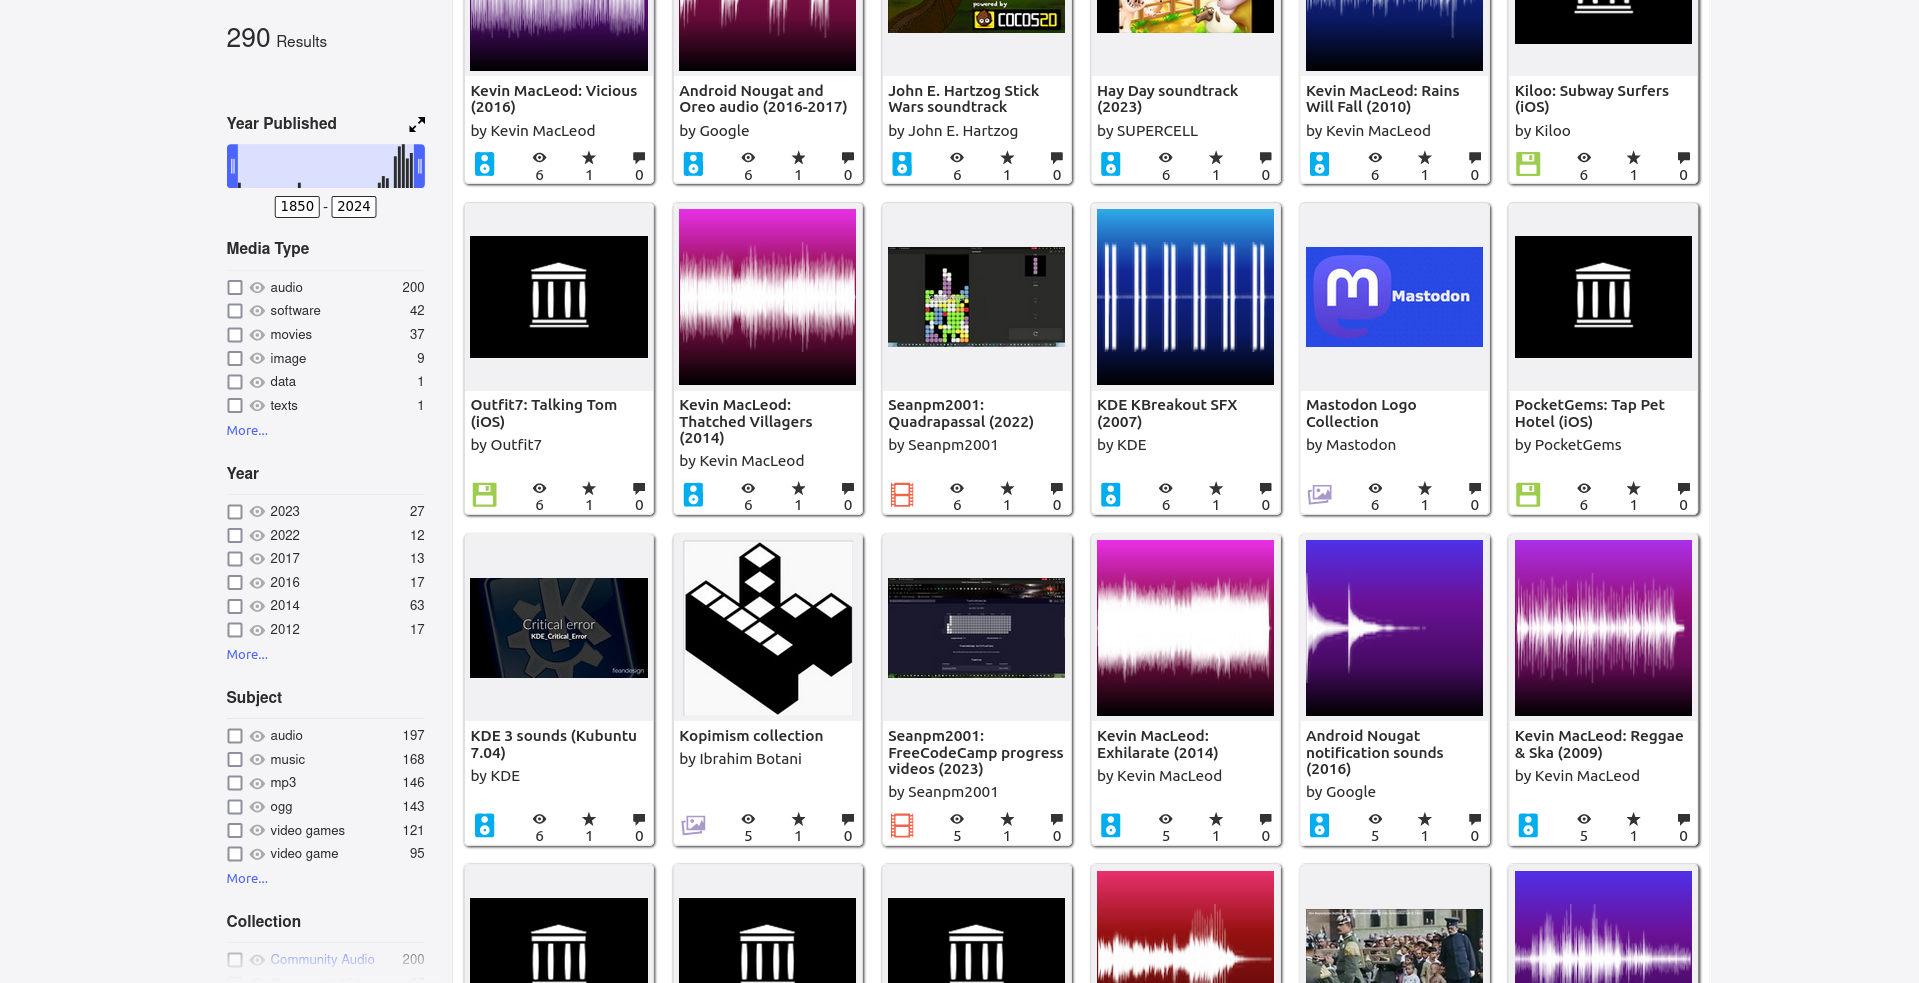 290 Results
Year Published
1850 - 2024
Media Type
audio 200
software 42
movies 37
image 9
data 1
texts 1
More...
Year
2023 27
2022 12
2017 13
2016 17
2014 63
2012 17
More...
Subject
audio 197
music 168
mp3 146
ogg 143
video games 121
video game 95
More...
Collection
Community Audio 200
Kevin MacLeod: Vicious
(2016)
by Kevin MacLeod
6 1 0
Android Nougat and
Oreo audio (2016-2017)
by Google
6 1 0
powered by
COCOS2D
John E. Hartzog Stick
Wars soundtrack
by John E. Hartzog
6 1 0
Hay Day soundtrack
(2023)
by SUPERCELL
6 1 0
Kevin MacLeod: Rains
Will Fall (2010)
by Kevin MacLeod
6 1 0
Kiloo: Subway Surfers
(iOS)
by Kiloo
6 1 0
Outfit7: Talking Tom
(iOS)
by Outfit7
6 1 0
Kevin MacLeod:
Thatched Villagers
(2014)
by Kevin MacLeod
6 1 0
Seanpm2001:
Quadrapassal (2022)
by Seanpm2001
6 1 0
KDE KBreakout SFX
(2007)
by KDE
6 1 0
Mastodon
Mastodon Logo
Collection
by Mastodon
6 1 0
PocketGems: Tap Pet
Hotel (iOS)
by PocketGems
6 1 0
Critical error
KDE_Critical_Error
KDE 3 sounds (Kubuntu
7.04)
by KDE
6 1 0
Kopimism collection
by Ibrahim Botani
5 1 0
Seanpm2001:
FreeCodeCamp progress
videos (2023)
by Seanpm2001
5 1 0
Kevin MacLeod:
Exhilarate (2014)
by Kevin MacLeod
5 1 0
Android Nougat
notification sounds
(2016)
by Google
5 1 0
Kevin MacLeod: Reggae
& Ska (2009)
by Kevin MacLeod
5 1 0